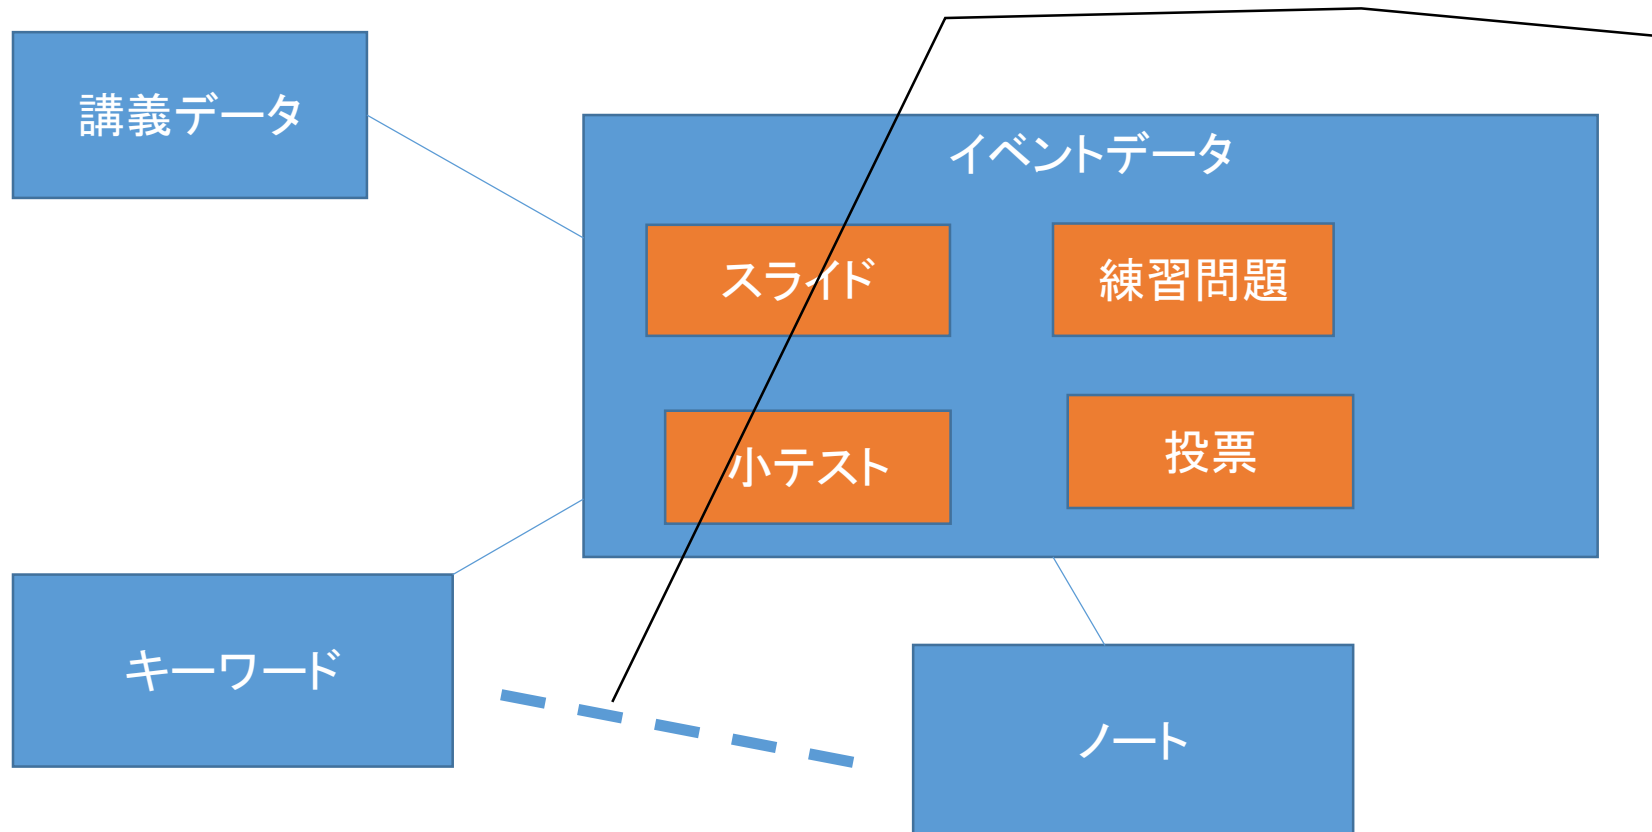 講義データ
イベントデータ
スライド
練習問題
小テスト
投票
キーワード
ノート